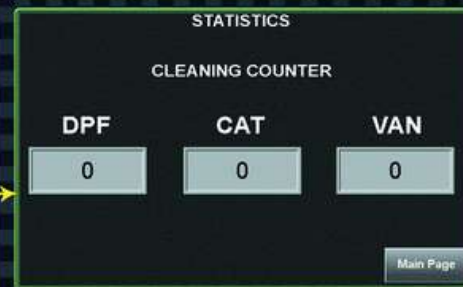 STATISTICS
CLEANING COUNTER
DPF CAT VAN
0 0 0
Main Page